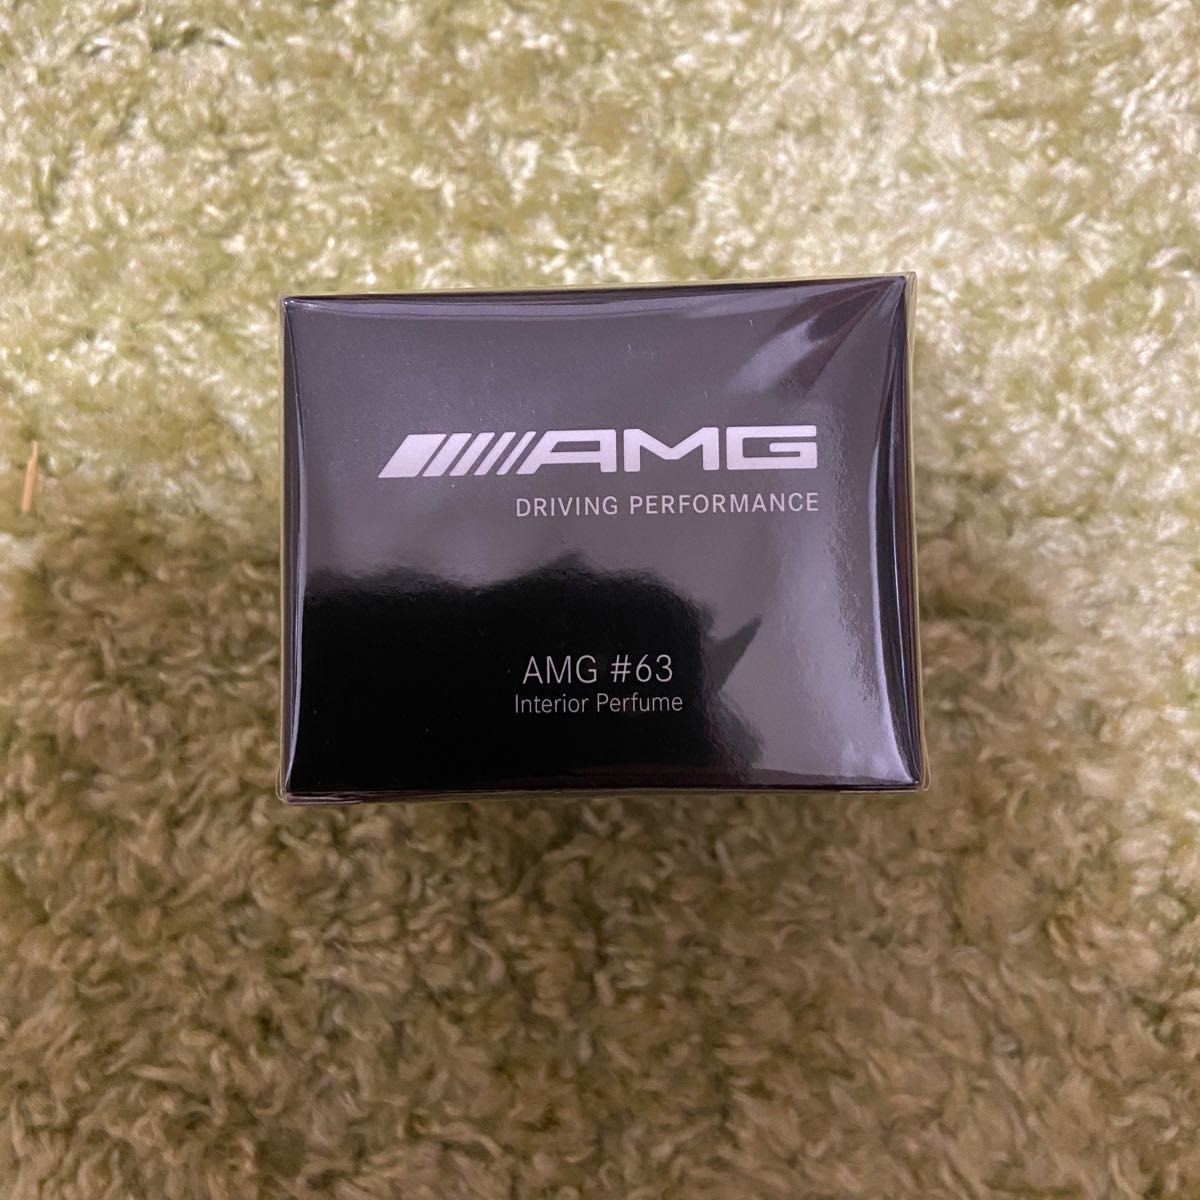 AMG
DRIVING PERFORMANCE
AMG #63
Interior Perfume